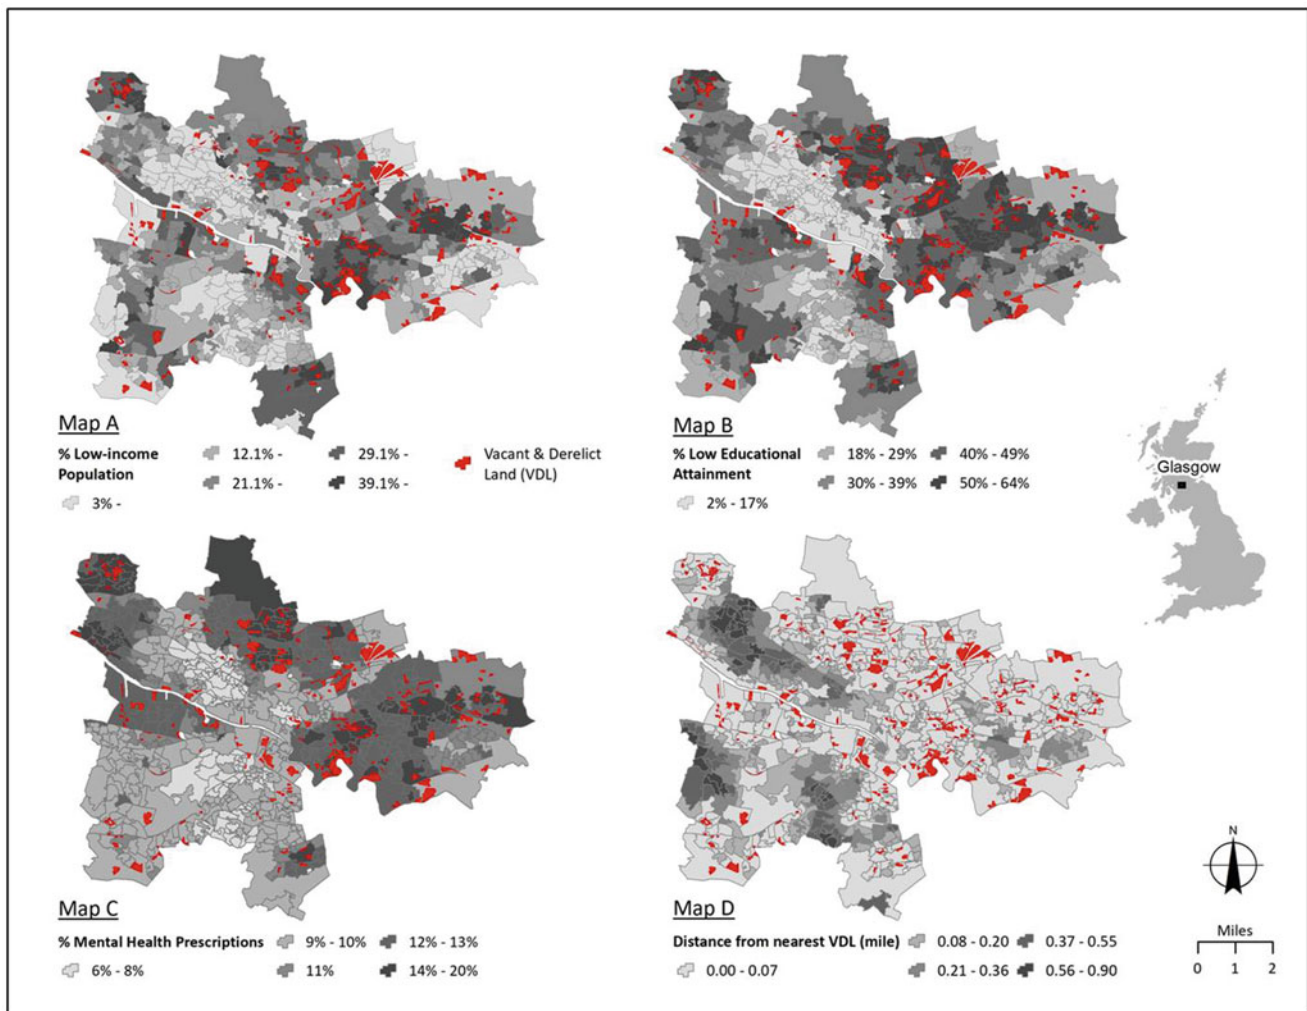 Map A
% Low-income
Population
3% -
12.1% -
21.1% -
29.1% -
39.1% -
Vacant & Derelict
Land (VDL)
Map B
% Low Educational
Attainment
2% - 17%
18% - 29%
30% - 39%
40% - 49%
50% - 64%
Glasgow
Map C
% Mental Health Prescriptions
6% - 8%
9% - 10%
11%
12% - 13%
14% - 20%
Map D
Distance from nearest VDL (mile)
0.00 - 0.07
0.08 - 0.20
0.21 - 0.36
0.37 - 0.55
0.56 - 0.90
N
Miles
0 1 2